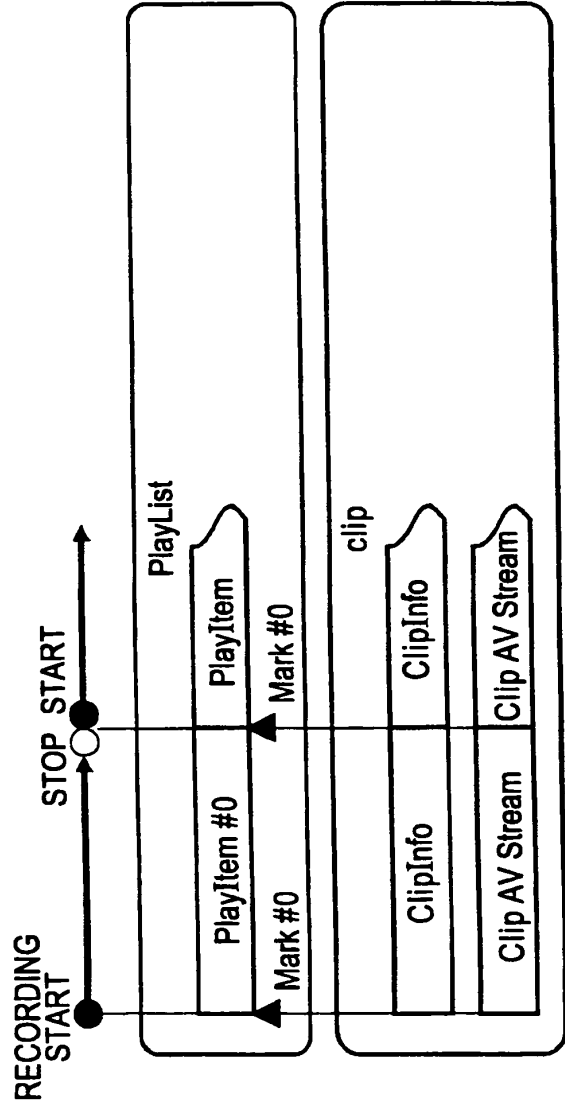 RECORDING
START
STOP START
PlayList
PlayItem #0
PlayItem
Mark #0
Mark #0
clip
ClipInfo
ClipInfo
Clip AV Stream
Clip AV Stream